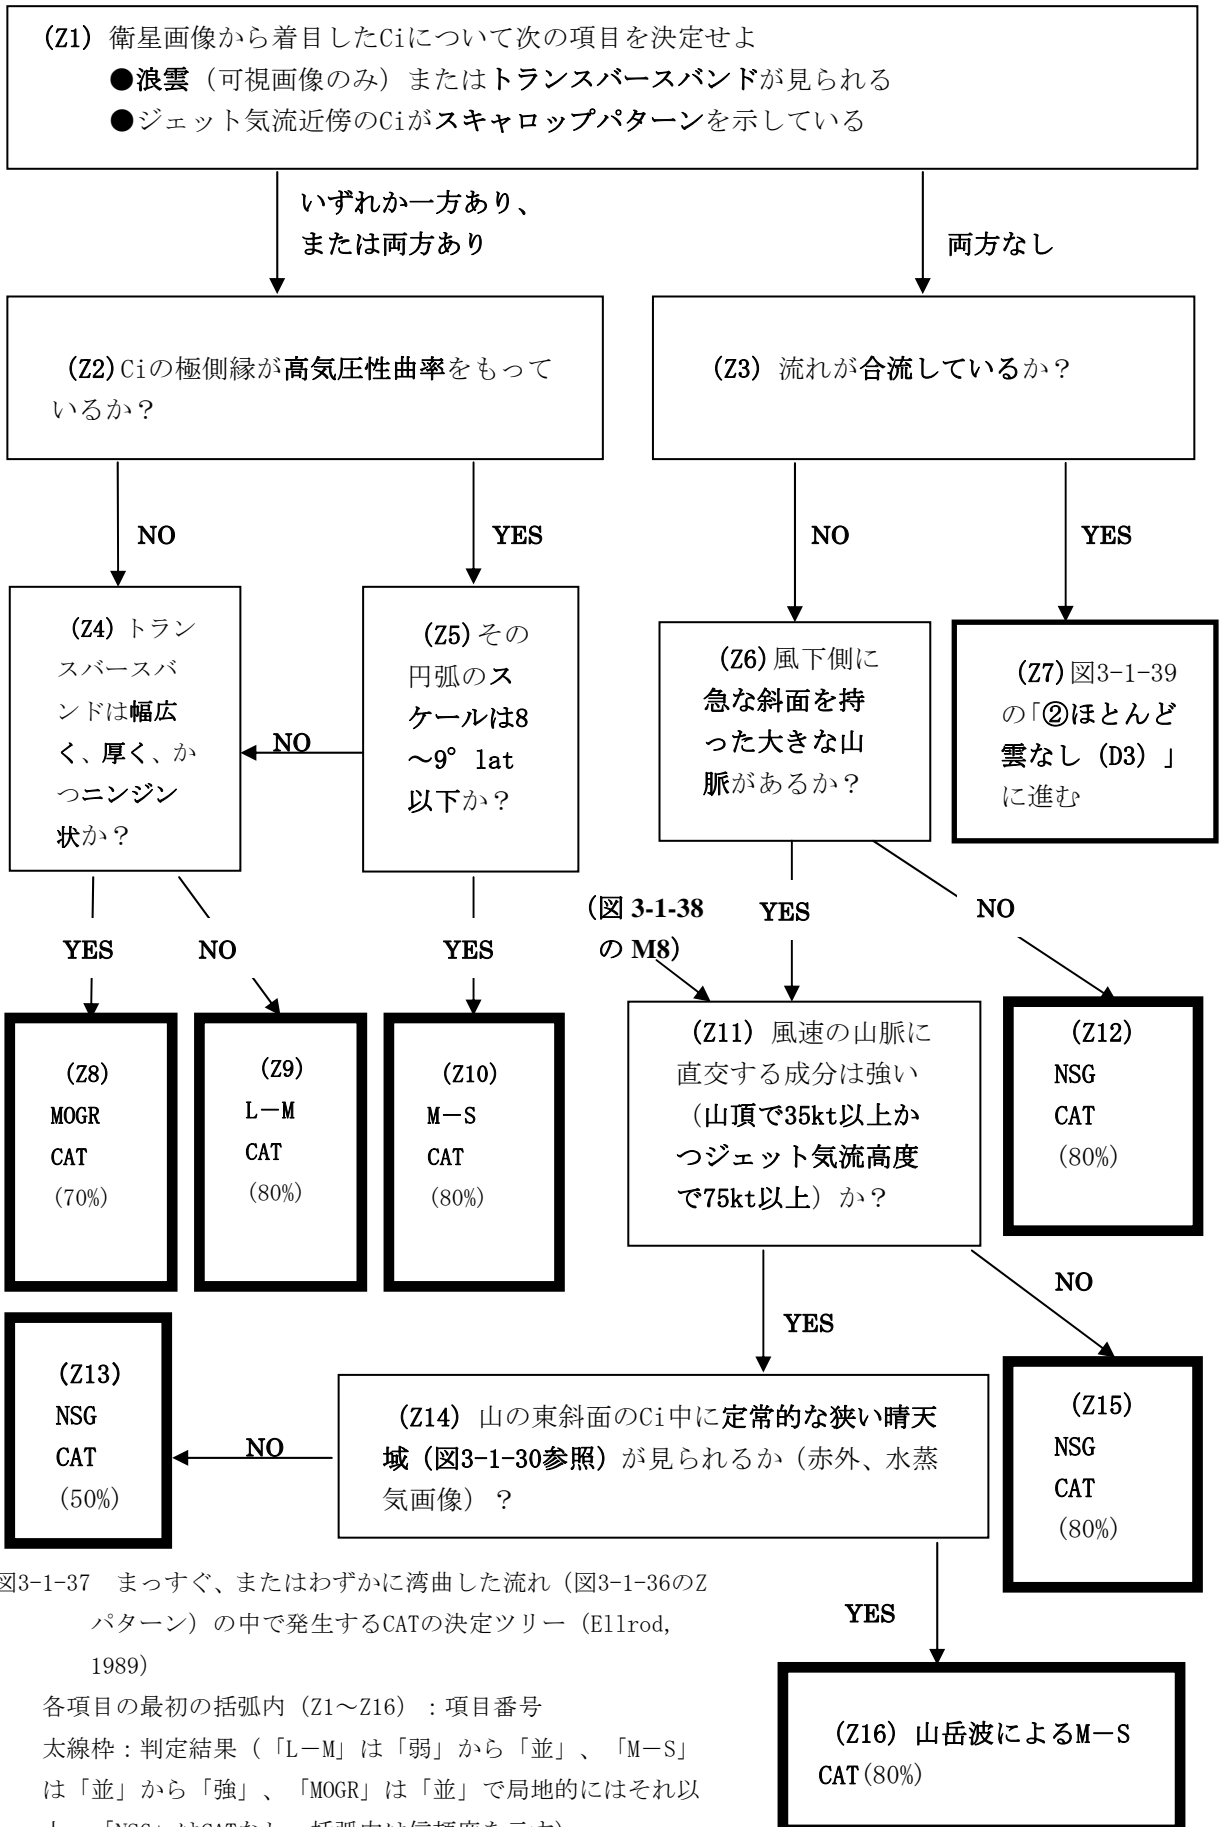 (Z1) 衛星画像から着目したCiについて次の項目を決定せよ
●浪雲（可視画像のみ）またはトランスバースバンドが見られる
●ジェット気流近傍のCiがスキャロップパターンを示している
いずれか一方あり、
または両方あり
両方なし
(Z2)Ciの極側縁が高気圧性曲率をもって
いるか？
(Z3) 流れが合流しているか？
NO
YES
NO
YES
(Z4) トラン
スバースバ
ンドは幅広
く、厚く、か
つニンジン
状か？
(Z5)その
円弧のス
ケールは8
～9° lat
以下か？
NO
(Z6)風下側に
急な斜面を持
った大きな山
脈があるか？
(Z7)図3-1-39
の「②ほとんど
雲なし（D3）」
に進む
YES
NO
YES
（図 3-1-38
の M8）
YES
NO
(Z8)
MOGR
CAT
(70%)
(Z9)
L－M
CAT
(80%)
(Z10)
M－S
CAT
(80%)
(Z11) 風速の山脈に
直交する成分は強い
（山頂で35kt以上か
つジェット気流高度
で75kt以上）か？
(Z12)
NSG
CAT
(80%)
YES
NO
(Z13)
NSG
CAT
(50%)
NO
(Z14) 山の東斜面のCi中に定常的な狭い晴天
域（図3-1-30参照）が見られるか（赤外、水蒸
気画像）？
(Z15)
NSG
CAT
(80%)
YES
(Z16) 山岳波によるM－S
CAT(80%)
図3-1-37 まっすぐ、またはわずかに湾曲した流れ（図3-1-36のZ
パターン）の中で発生するCATの決定ツリー（Ellrod,
1989）
各項目の最初の括弧内（Z1～Z16）：項目番号
太線枠：判定結果（「L－M」は「弱」から「並」、「M－S」
は「並」から「強」、「MOGR」は「並」で局地的にはそれ以